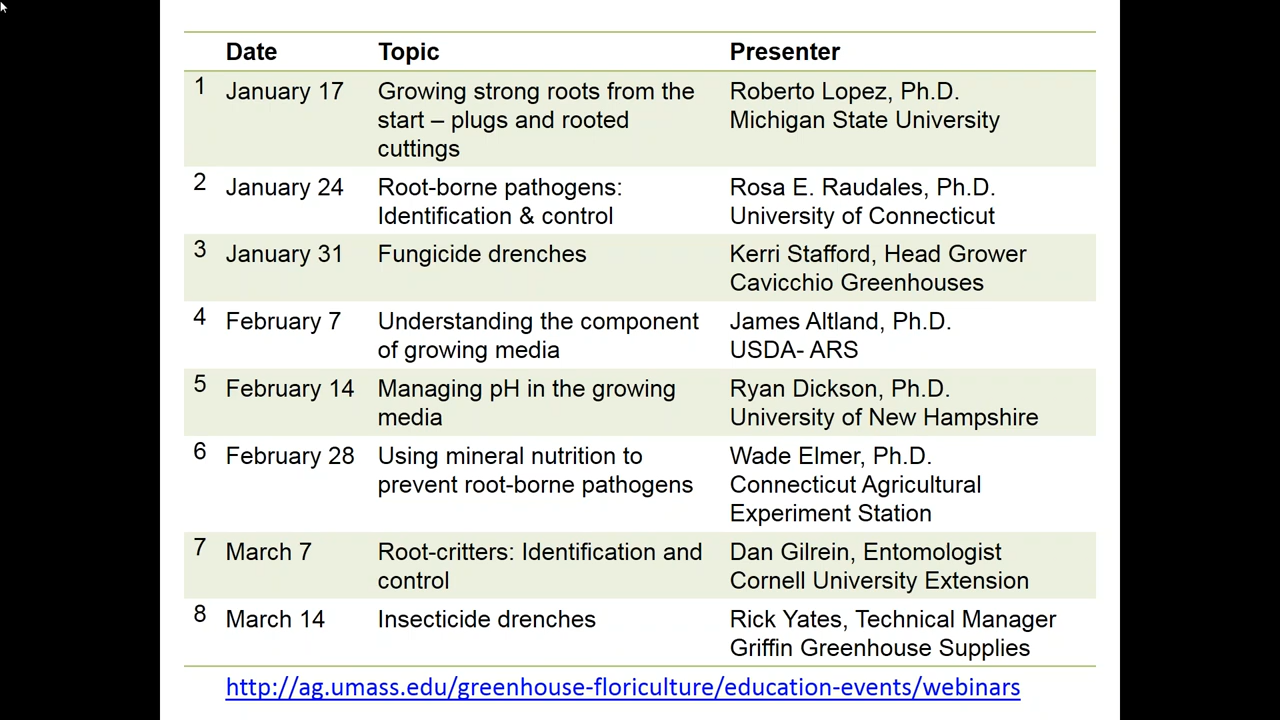 Date Topic Presenter
1 January 17 Growing strong roots from the Roberto Lopez, Ph.D.
start – plugs and rooted Michigan State University
cuttings
2 January 24 Root-borne pathogens: Rosa E. Raudales, Ph.D.
Identification & control University of Connecticut
3 January 31 Fungicide drenches Kerri Stafford, Head Grower
Cavicchio Greenhouses
4 February 7 Understanding the component James Altland, Ph.D.
of growing media USDA- ARS
5 February 14 Managing pH in the growing Ryan Dickson, Ph.D.
media University of New Hampshire
6 February 28 Using mineral nutrition to Wade Elmer, Ph.D.
prevent root-borne pathogens Connecticut Agricultural
Experiment Station
7 March 7 Root-critters: Identification and Dan Gilrein, Entomologist
control Cornell University Extension
8 March 14 Insecticide drenches Rick Yates, Technical Manager
Griffin Greenhouse Supplies
http://ag.umass.edu/greenhouse-floriculture/education-events/webinars